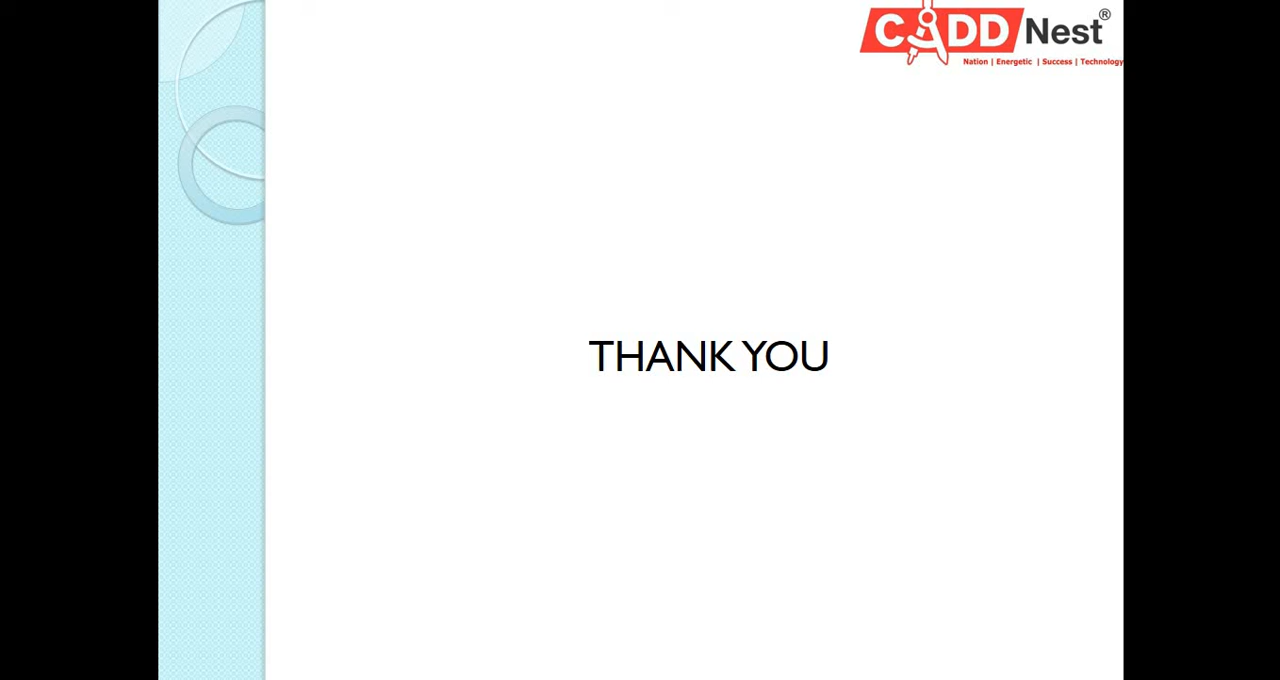 CADD Nest®
Nation | Energetic | Success | Technology
THANK YOU